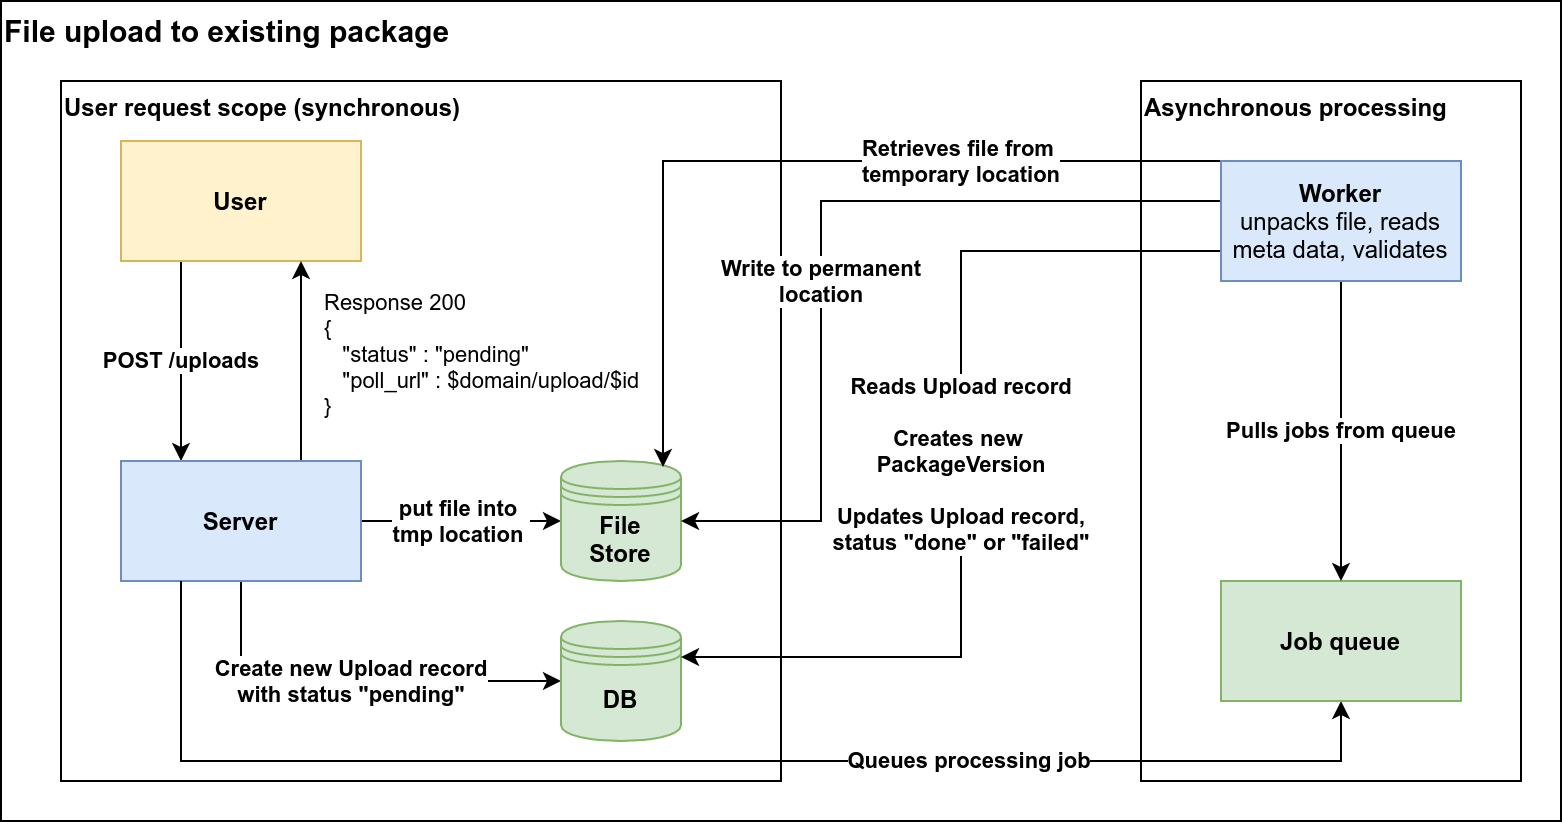 File upload to existing package
User request scope (synchronous)
User
POST /uploads
Response 200
{
"status" : "pending"
"poll_url" : $domain/upload/$id
}
Server
put file into
tmp location
File
Store
Create new Upload record
with status "pending"
DB
Retrieves file from
temporary location
Write to permanent
location
Reads Upload record
Creates new
PackageVersion
Updates Upload record,
status "done" or "failed"
Queues processing job
Asynchronous processing
Worker
unpacks file, reads
meta data, validates
Pulls jobs from queue
Job queue